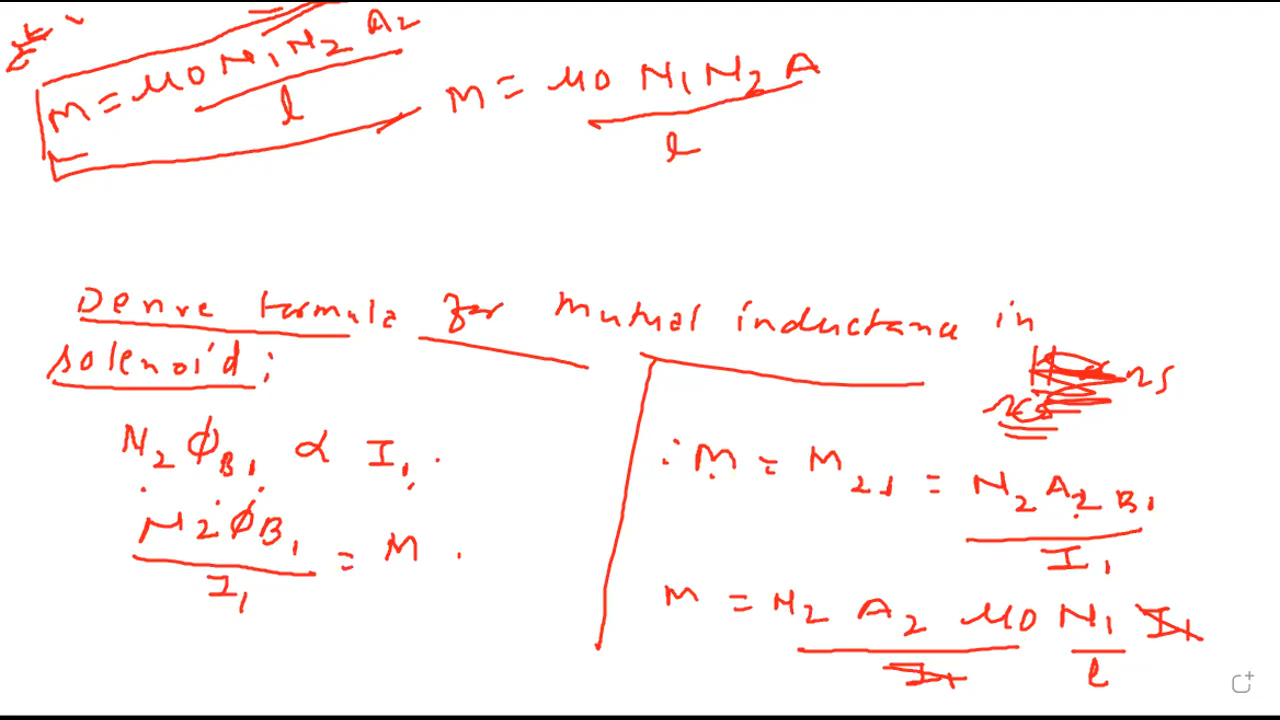 M = μ0 N1 N2 A2 / l
M = μ0 N1 N2 A / l
Derive formula for mutual inductance in
solenoid:
N2 ϕB1 α I1
N2 ϕB1 / I1 = M
∴ M = M21 = N2 A2 B1 / I1
M = N2 A2 μ0 N1 I1 / I1 l